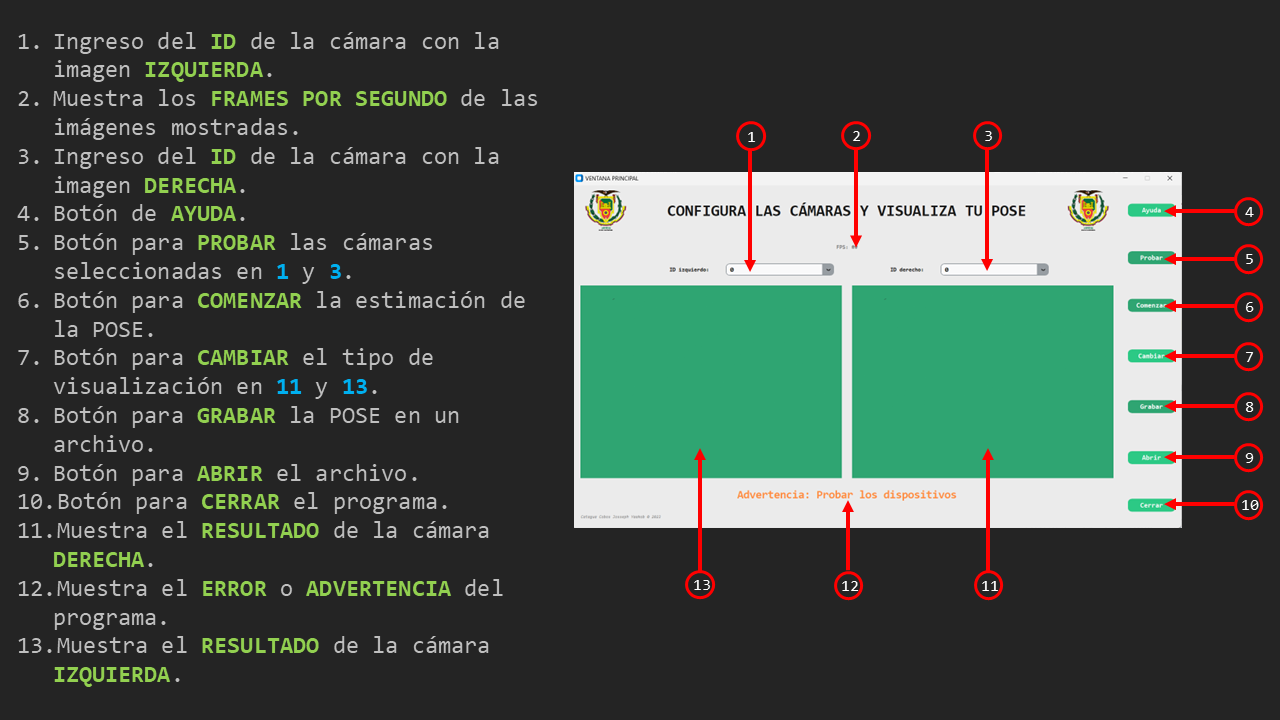 1. Ingreso del ID de la cámara con la
imagen IZQUIERDA.
2. Muestra los FRAMES POR SEGUNDO de las
imágenes mostradas.
3. Ingreso del ID de la cámara con la
imagen DERECHA.
4. Botón de AYUDA.
5. Botón para PROBAR las cámaras
seleccionadas en 1 y 3.
6. Botón para COMENZAR la estimación de
la POSE.
7. Botón para CAMBIAR el tipo de
visualización en 11 y 13.
8. Botón para GRABAR la POSE en un
archivo.
9. Botón para ABRIR el archivo.
10.Botón para CERRAR el programa.
11.Muestra el RESULTADO de la cámara
DERECHA.
12.Muestra el ERROR o ADVERTENCIA del
programa.
13.Muestra el RESULTADO de la cámara
IZQUIERDA.
1
2
3
VENTANA PRINCIPAL
CONFIGURA LAS CÁMARAS Y VISUALIZA TU POSE
Ayuda
4
FPS:
Probar
5
ID izquierdo:
0
ID derecho:
0
Comenzar
6
Cambiar
7
Grabar
8
Abrir
9
Advertencia: Probar los dispositivos
Cerrar
10
13
12
11